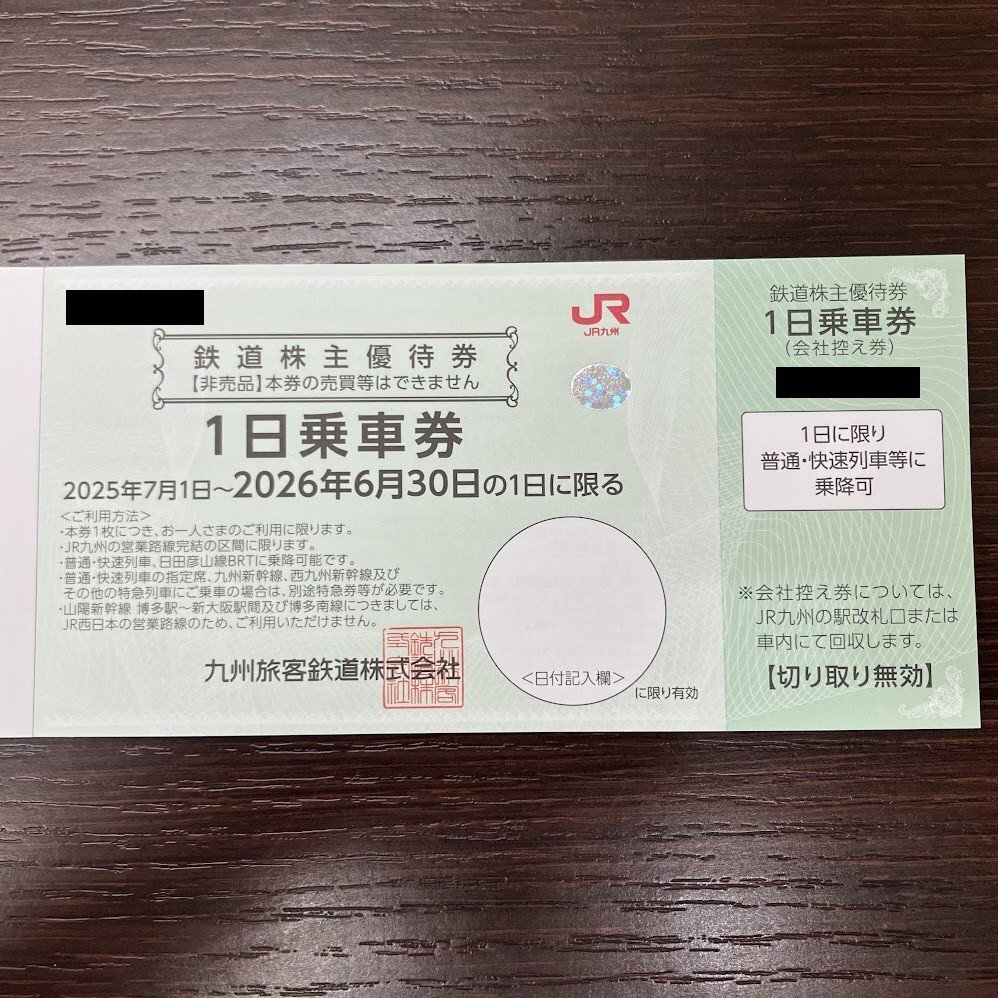 鉄道株主優待券
【非売品】本券の売買等はできません
1日乗車券
2025年7月1日～2026年6月30日の1日に限る
＜ご利用方法＞
・本券1枚につき、お一人さまのご利用に限ります。
・JR九州の営業路線完結の区間に限ります。
・普通・快速列車、日田彦山線BRTに乗降可能です。
・普通・快速列車の指定席、九州新幹線、西九州新幹線及び
その他の特急列車にご乗車の場合は、別途特急券等が必要です。
・山陽新幹線 博多駅～新大阪駅間及び博多南線につきましては、
JR西日本の営業路線のため、ご利用いただけません。
九州旅客鉄道株式会社
JR
JR九州
＜日付記入欄＞
に限り有効
鉄道株主優待券
1日乗車券
(会社控え券)
1日に限り
普通・快速列車等に
乗降可
※会社控え券については、
JR九州の駅改札口または
車内にて回収します。
【切り取り無効】